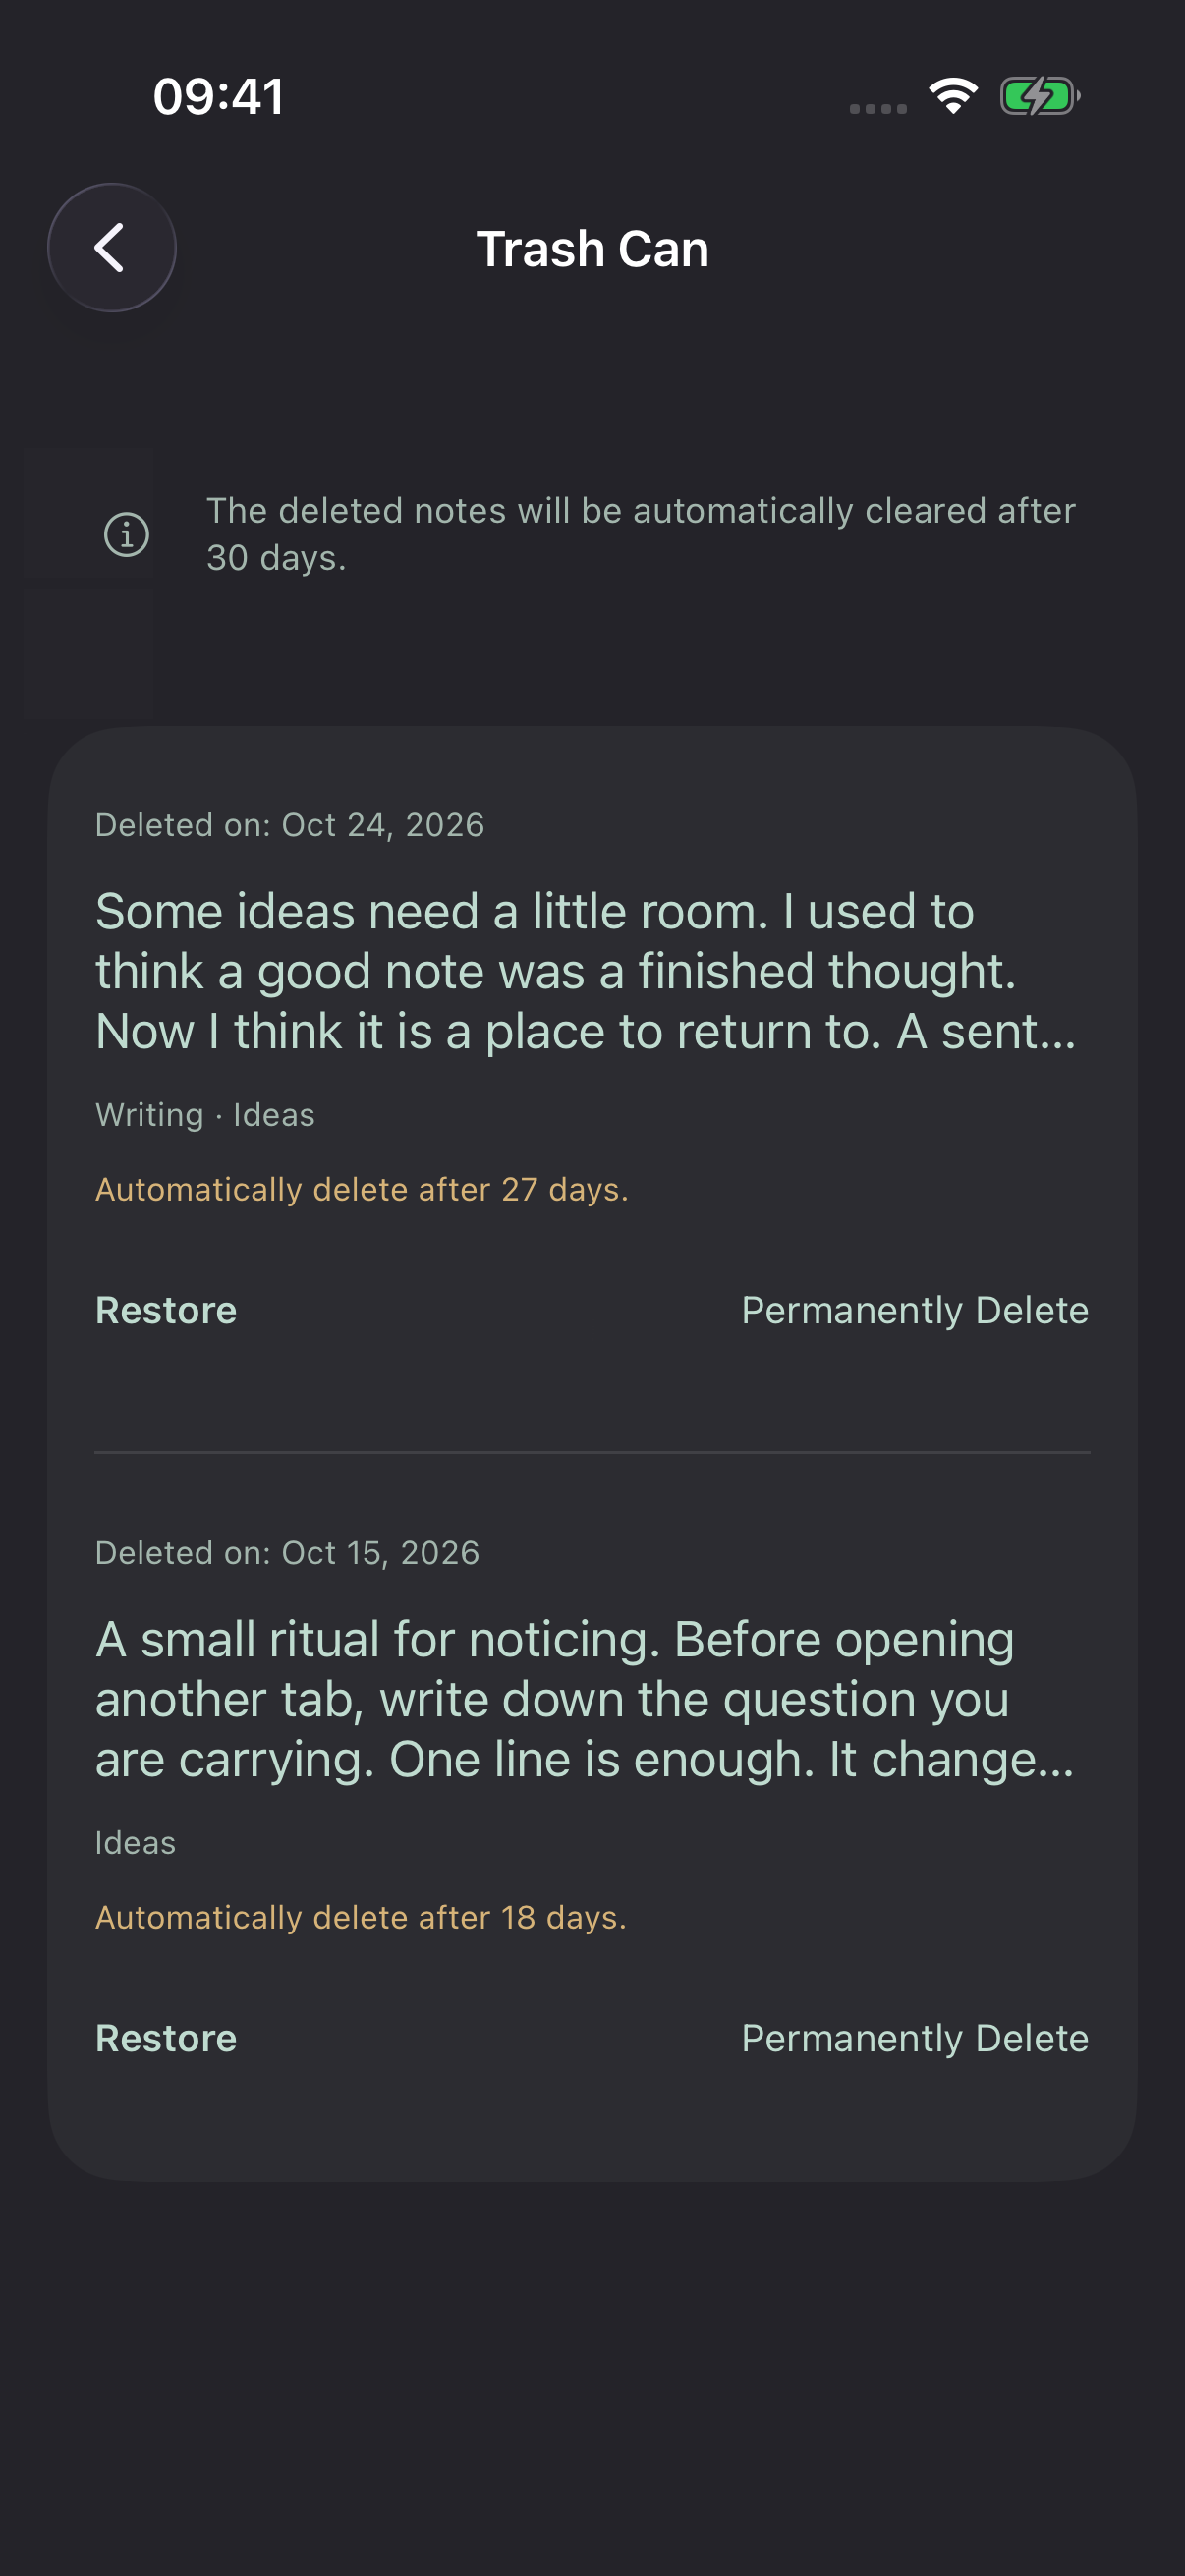 09:41
Trash Can
The deleted notes will be automatically cleared after
30 days.
Deleted on: Oct 24, 2026
Some ideas need a little room. I used to
think a good note was a finished thought.
Now I think it is a place to return to. A sent...
Writing · Ideas
Automatically delete after 27 days.
Restore
Permanently Delete
Deleted on: Oct 15, 2026
A small ritual for noticing. Before opening
another tab, write down the question you
are carrying. One line is enough. It change...
Ideas
Automatically delete after 18 days.
Restore
Permanently Delete